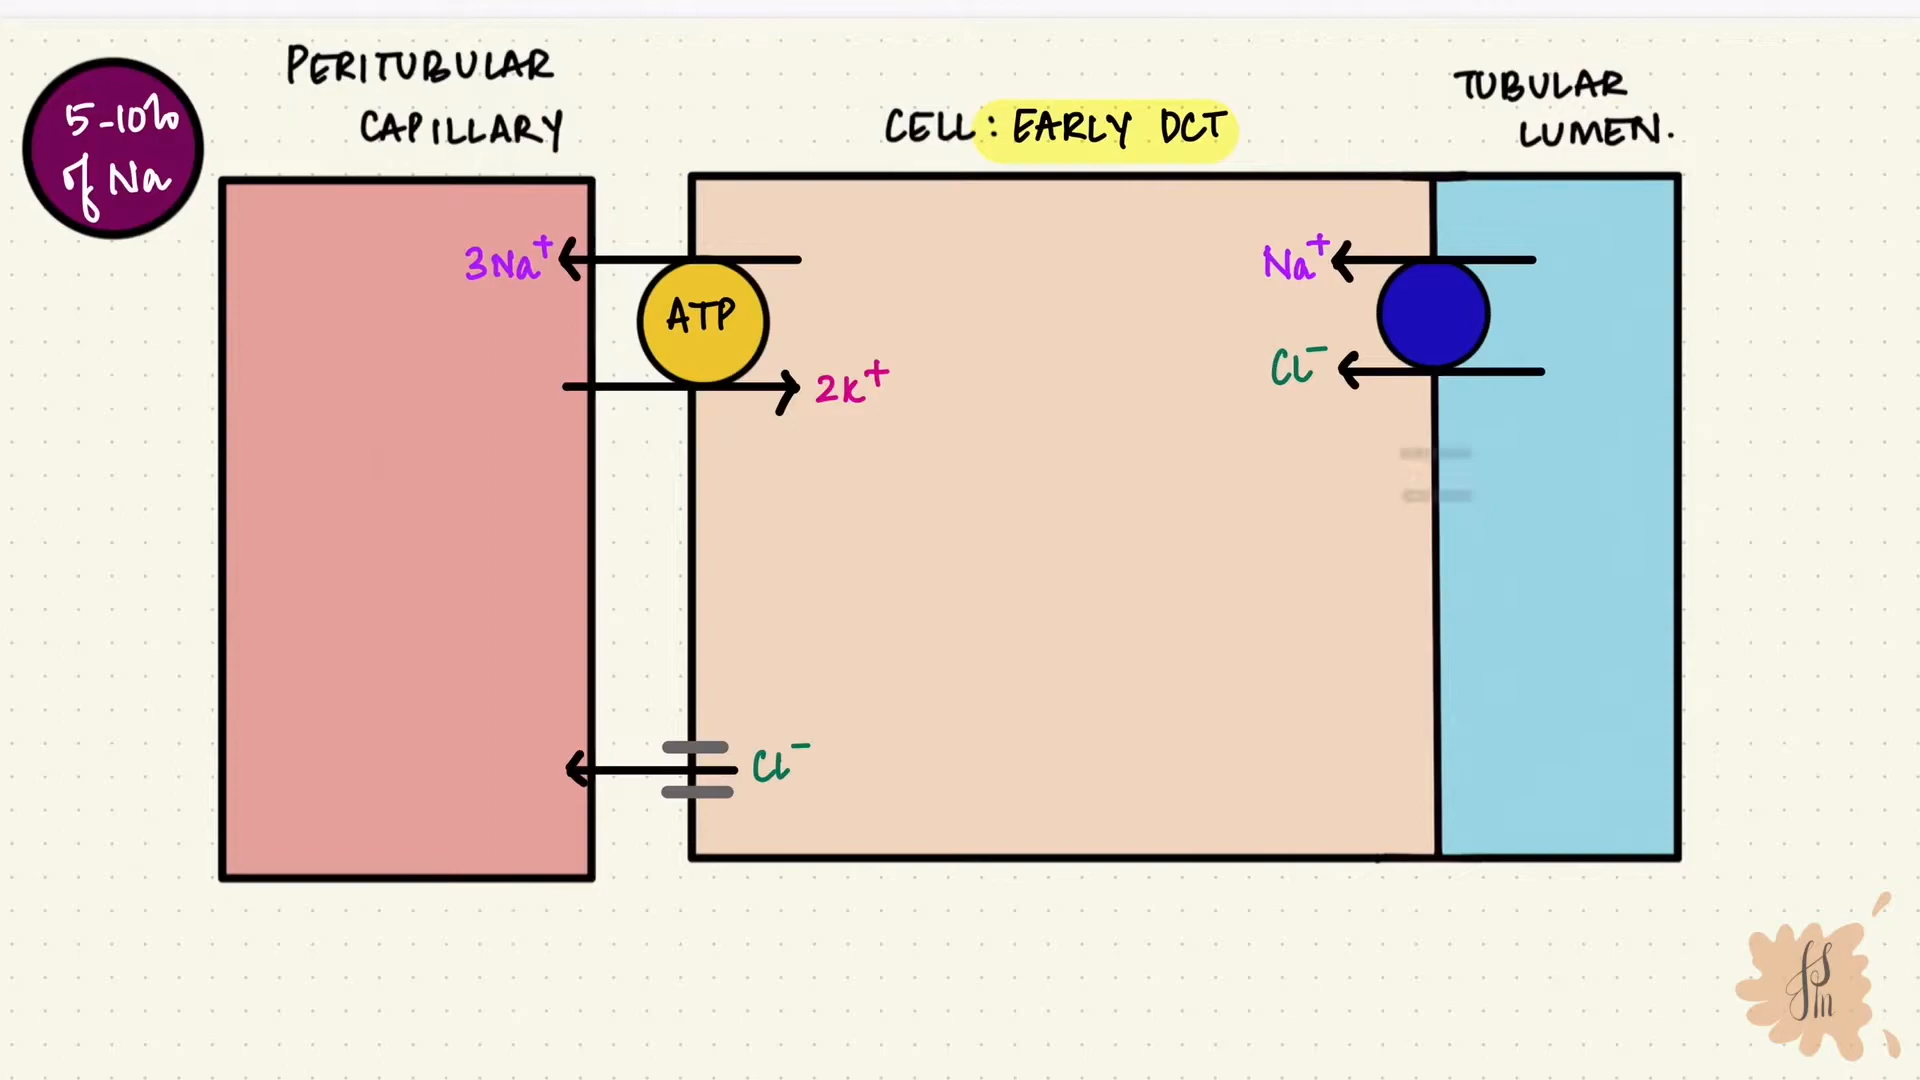 5-10%
of Na
PERITUBULAR
CAPILLARY
CELL: EARLY DCT
TUBULAR
LUMEN.
3Na⁺
ATP
2K⁺
Na⁺
Cl⁻
Cl⁻